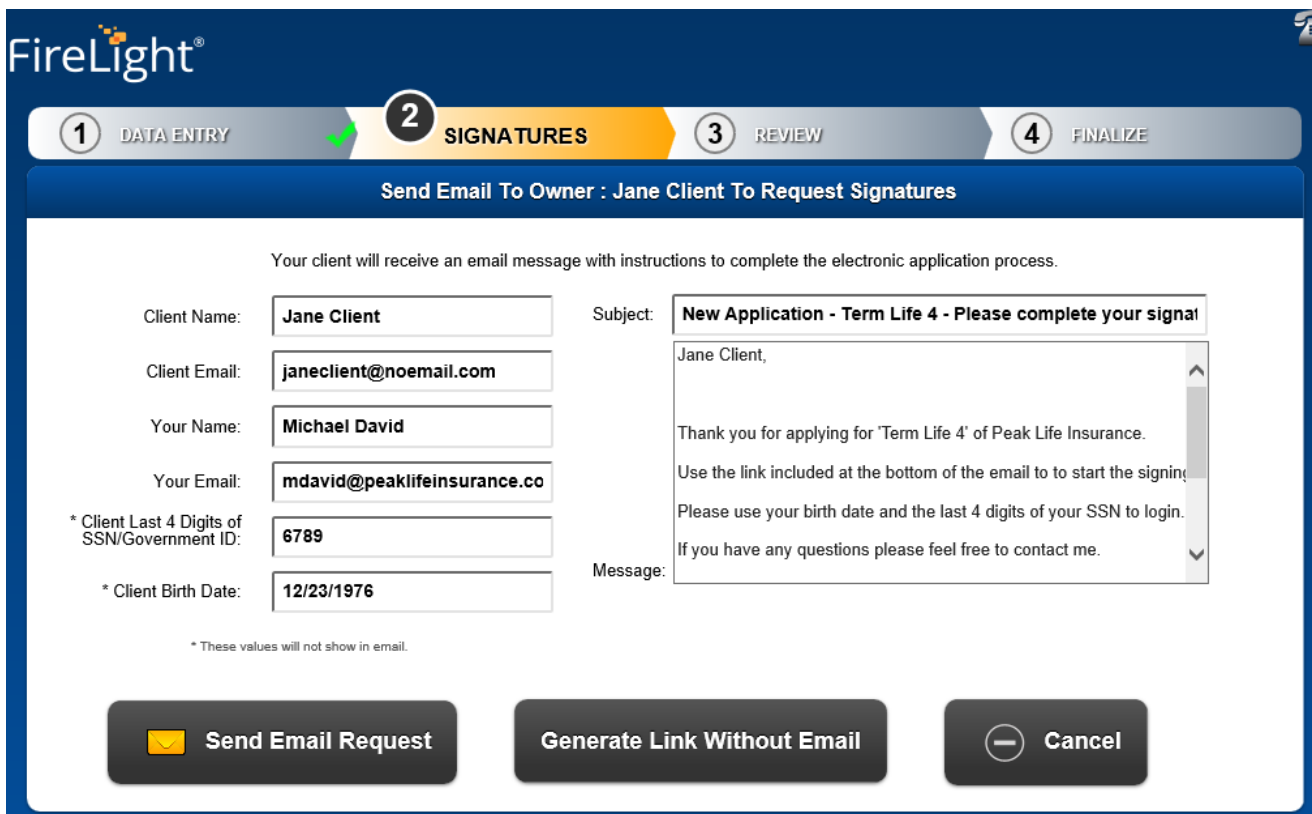 FireLight®
1 DATA ENTRY 2 SIGNATURES 3 REVIEW 4 FINALIZE
Send Email To Owner : Jane Client To Request Signatures
Your client will receive an email message with instructions to complete the electronic application process.
Client Name: Jane Client
Client Email: janeclient@noemail.com
Your Name: Michael David
Your Email: mdavid@peaklifeinsurance.co
* Client Last 4 Digits of
SSN/Government ID: 6789
* Client Birth Date: 12/23/1976
* These values will not show in email.
Subject: New Application - Term Life 4 - Please complete your signat
Message:
Jane Client,
Thank you for applying for 'Term Life 4' of Peak Life Insurance.
Use the link included at the bottom of the email to to start the signing
Please use your birth date and the last 4 digits of your SSN to login.
If you have any questions please feel free to contact me.
Send Email Request
Generate Link Without Email
Cancel